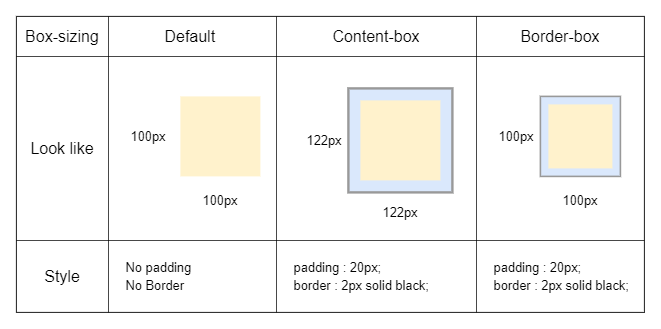 Box-sizing Default Content-box Border-box
Look like
100px
100px
122px
122px
100px
100px
Style
No padding
No Border
padding : 20px;
border : 2px solid black;
padding : 20px;
border : 2px solid black;